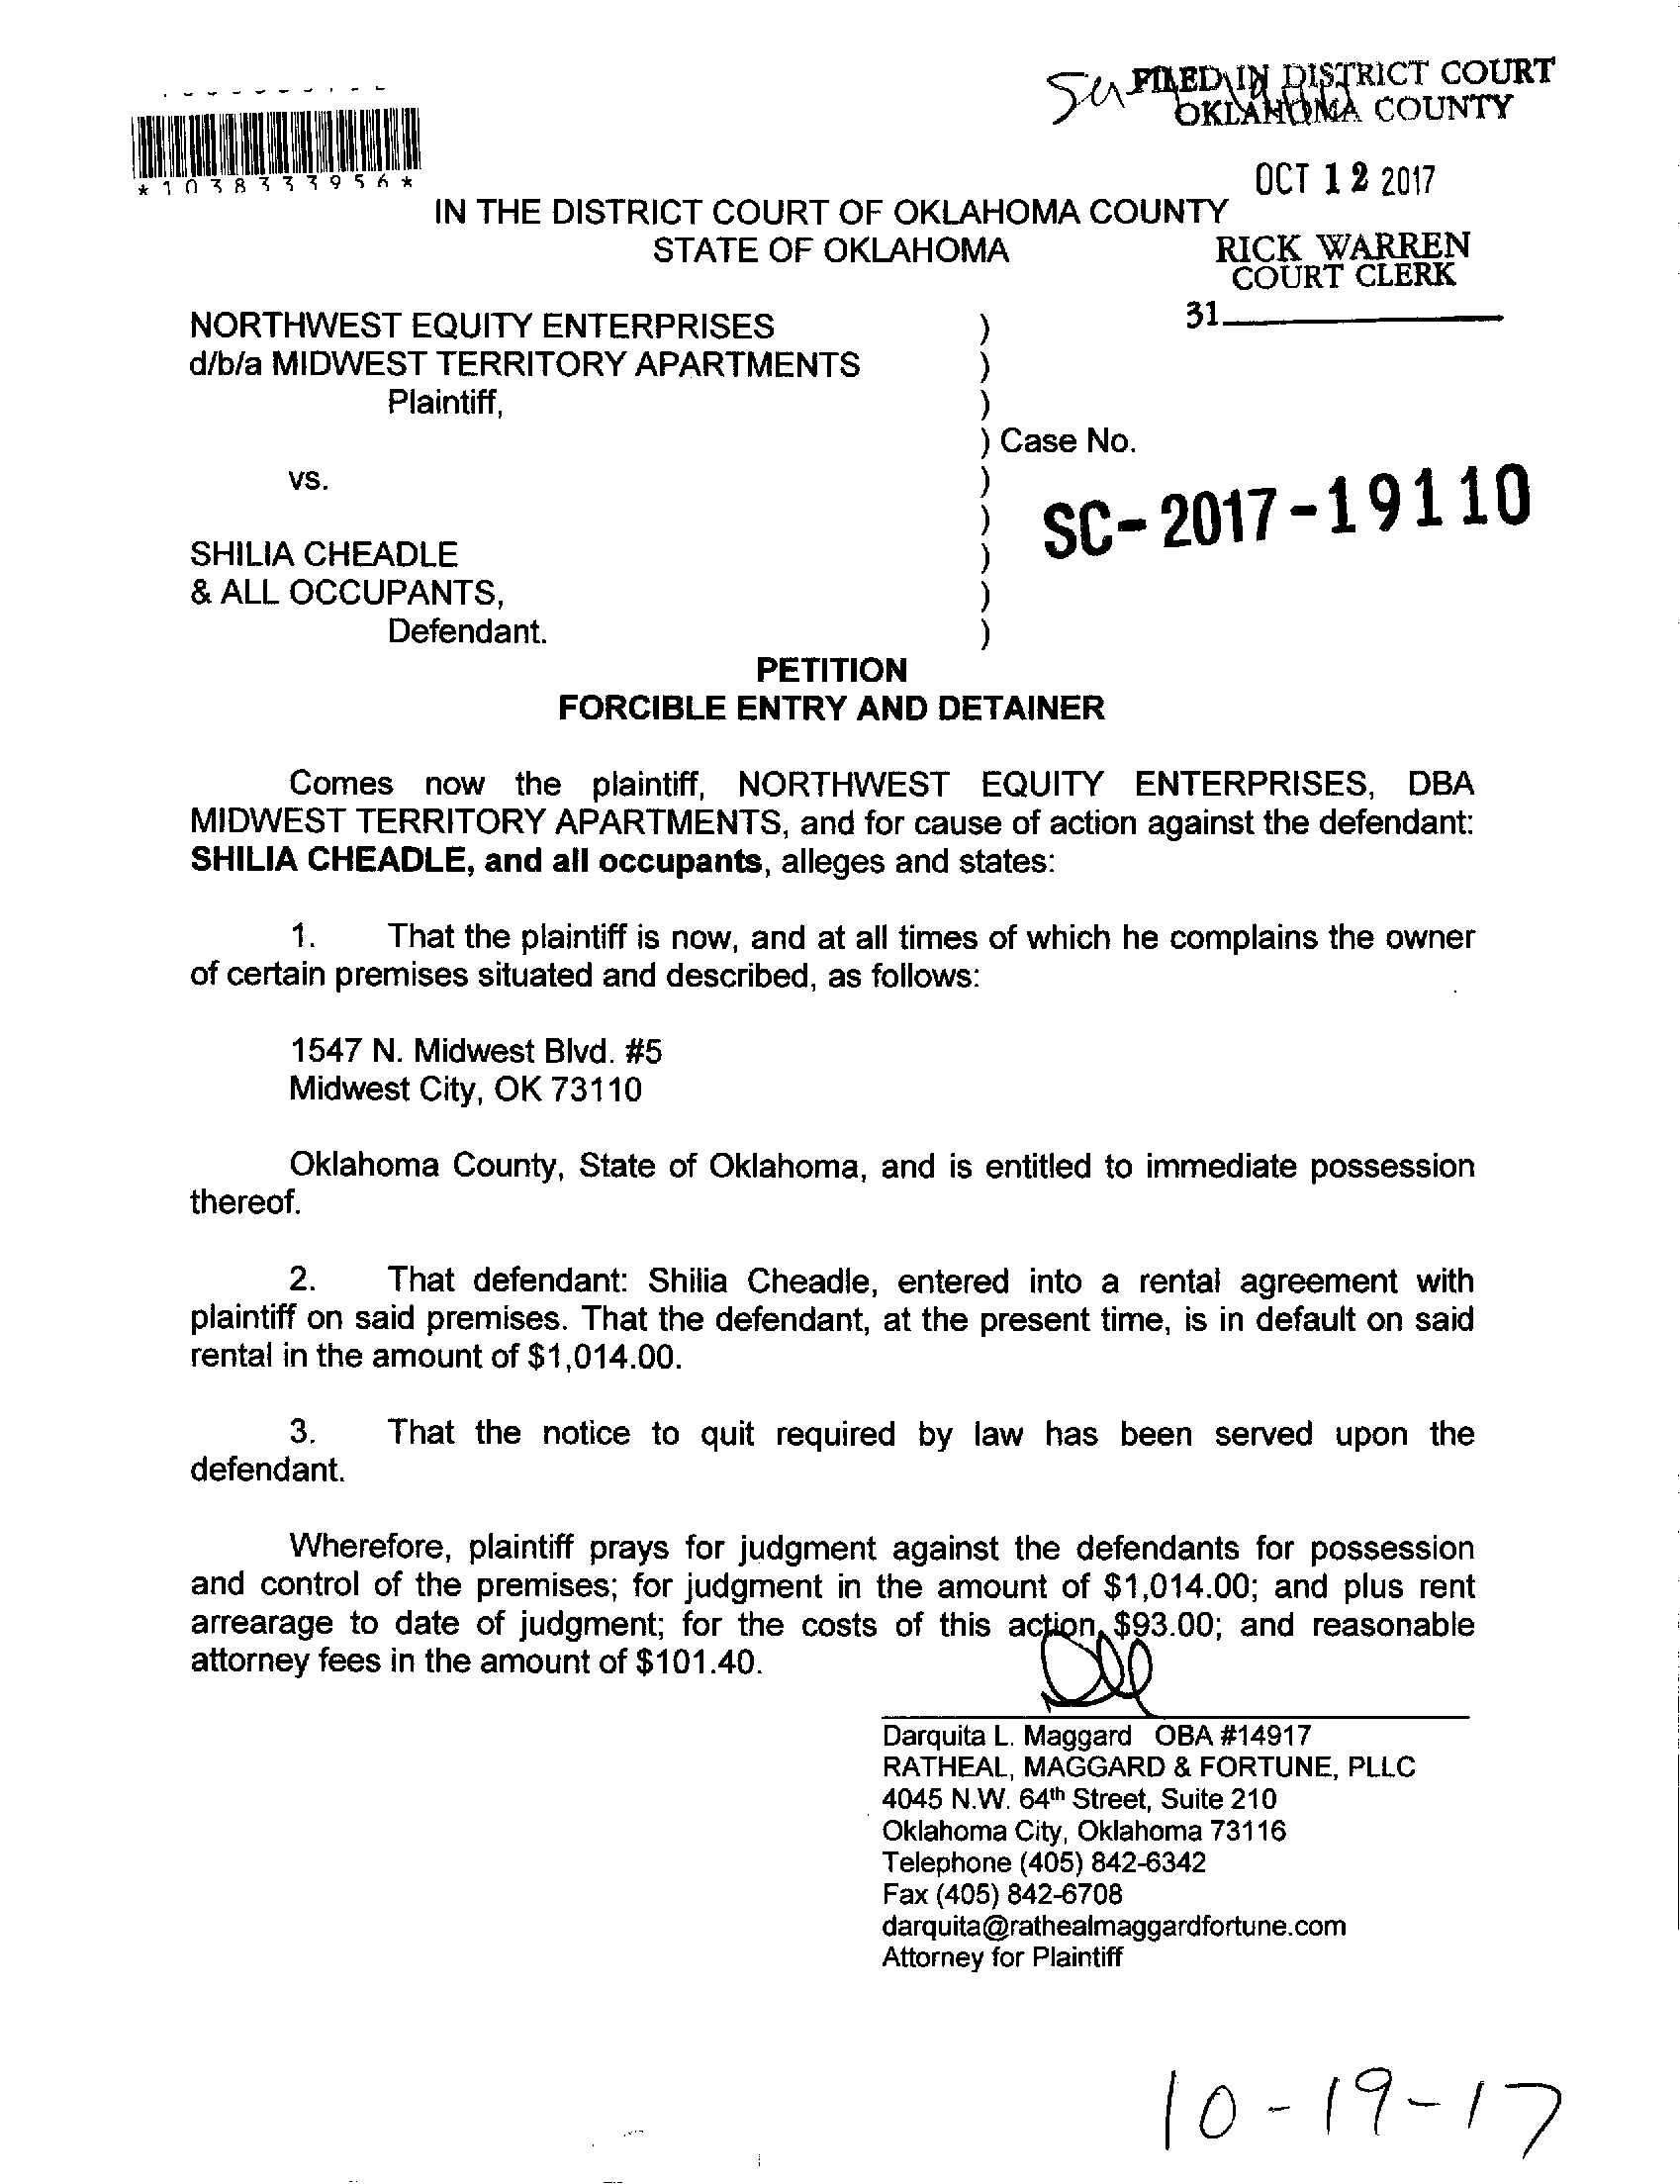 FILED IN DISTRICT COURT
OKLAHOMA COUNTY
OCT 12 2017
*1038333956*
IN THE DISTRICT COURT OF OKLAHOMA COUNTY
STATE OF OKLAHOMA
RICK WARREN
COURT CLERK
31
NORTHWEST EQUITY ENTERPRISES )
d/b/a MIDWEST TERRITORY APARTMENTS )
Plaintiff, )
) Case No.
vs. )
) SC-2017-19110
SHILIA CHEADLE )
& ALL OCCUPANTS, )
Defendant. )
PETITION
FORCIBLE ENTRY AND DETAINER
Comes now the plaintiff, NORTHWEST EQUITY ENTERPRISES, DBA
MIDWEST TERRITORY APARTMENTS, and for cause of action against the defendant:
SHILIA CHEADLE, and all occupants, alleges and states:
1. That the plaintiff is now, and at all times of which he complains the owner
of certain premises situated and described, as follows:
1547 N. Midwest Blvd. #5
Midwest City, OK 73110
Oklahoma County, State of Oklahoma, and is entitled to immediate possession
thereof.
2. That defendant: Shilia Cheadle, entered into a rental agreement with
plaintiff on said premises. That the defendant, at the present time, is in default on said
rental in the amount of $1,014.00.
3. That the notice to quit required by law has been served upon the
defendant.
Wherefore, plaintiff prays for judgment against the defendants for possession
and control of the premises; for judgment in the amount of $1,014.00; and plus rent
arrearage to date of judgment; for the costs of this action, $93.00; and reasonable
attorney fees in the amount of $101.40.
Darquita L. Maggard OBA #14917
RATHEAL, MAGGARD & FORTUNE, PLLC
4045 N.W. 64th Street, Suite 210
Oklahoma City, Oklahoma 73116
Telephone (405) 842-6342
Fax (405) 842-6708
darquita@rathealmaggardfortune.com
Attorney for Plaintiff
10-19-17